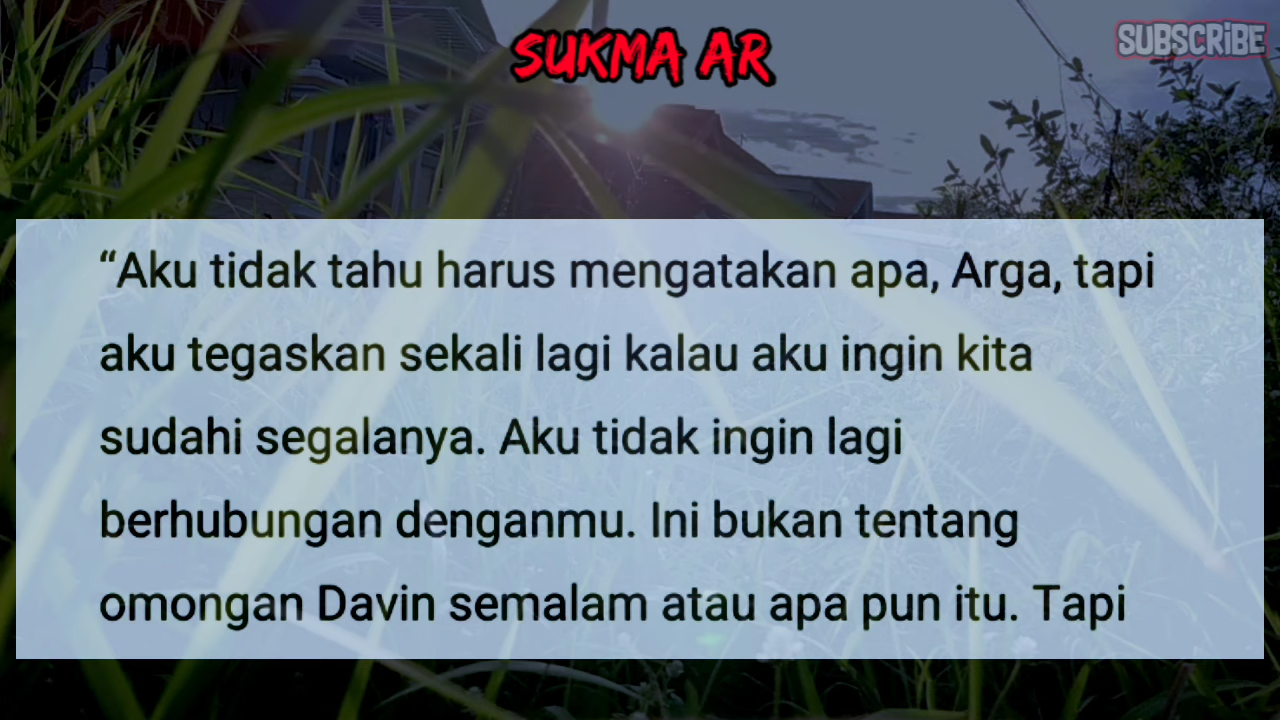 SUKMA AR
SUBSCRIBE
“Aku tidak tahu harus mengatakan apa, Arga, tapi
aku tegaskan sekali lagi kalau aku ingin kita
sudahi segalanya. Aku tidak ingin lagi
berhubungan denganmu. Ini bukan tentang
omongan Davin semalam atau apa pun itu. Tapi